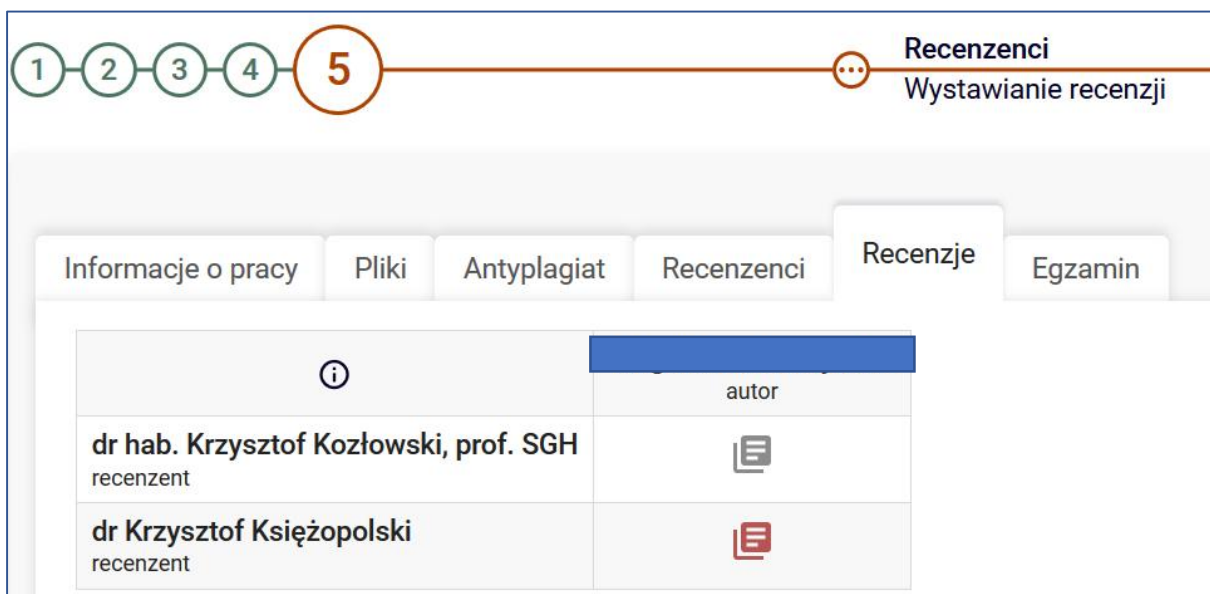 1 2 3 4 5
Recenzenci
Wystawianie recenzji
Informacje o pracy Pliki Antyplagiat Recenzenci Recenzje Egzamin
autor
dr hab. Krzysztof Kozłowski, prof. SGH
recenzent
dr Krzysztof Księżopolski
recenzent